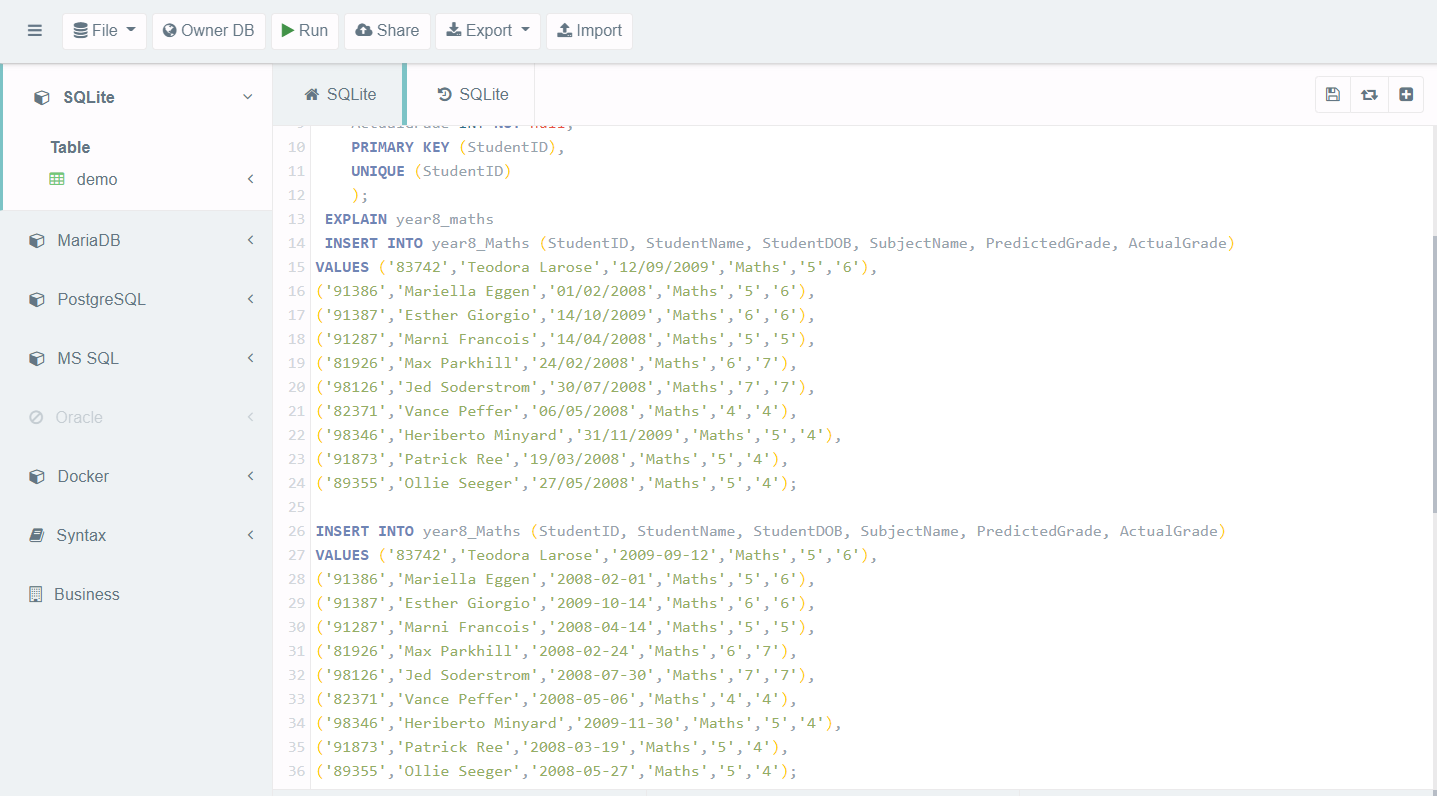 File Owner DB Run Share Export Import
SQLite
Table
demo
MariaDB
PostgreSQL
MS SQL
Oracle
Docker
Syntax
Business
SQLite SQLite
10 PRIMARY KEY (StudentID),
11 UNIQUE (StudentID)
12 );
13 EXPLAIN year8_maths
14 INSERT INTO year8_Maths (StudentID, StudentName, StudentDOB, SubjectName, PredictedGrade, ActualGrade)
15 VALUES ('83742','Teodora Larose','12/09/2009','Maths','5','6'),
16 ('91386','Mariella Eggen','01/02/2008','Maths','5','6'),
17 ('91387','Esther Giorgio','14/10/2009','Maths','6','6'),
18 ('91287','Marni Francois','14/04/2008','Maths','5','5'),
19 ('81926','Max Parkhill','24/02/2008','Maths','6','7'),
20 ('98126','Jed Soderstrom','30/07/2008','Maths','7','7'),
21 ('82371','Vance Peffer','06/05/2008','Maths','4','4'),
22 ('98346','Heriberto Minyard','31/11/2009','Maths','5','4'),
23 ('91873','Patrick Ree','19/03/2008','Maths','5','4'),
24 ('89355','Ollie Seeger','27/05/2008','Maths','5','4');
25
26 INSERT INTO year8_Maths (StudentID, StudentName, StudentDOB, SubjectName, PredictedGrade, ActualGrade)
27 VALUES ('83742','Teodora Larose','2009-09-12','Maths','5','6'),
28 ('91386','Mariella Eggen','2008-02-01','Maths','5','6'),
29 ('91387','Esther Giorgio','2009-10-14','Maths','6','6'),
30 ('91287','Marni Francois','2008-04-14','Maths','5','5'),
31 ('81926','Max Parkhill','2008-02-24','Maths','6','7'),
32 ('98126','Jed Soderstrom','2008-07-30','Maths','7','7'),
33 ('82371','Vance Peffer','2008-05-06','Maths','4','4'),
34 ('98346','Heriberto Minyard','2009-11-30','Maths','5','4'),
35 ('91873','Patrick Ree','2008-03-19','Maths','5','4'),
36 ('89355','Ollie Seeger','2008-05-27','Maths','5','4');